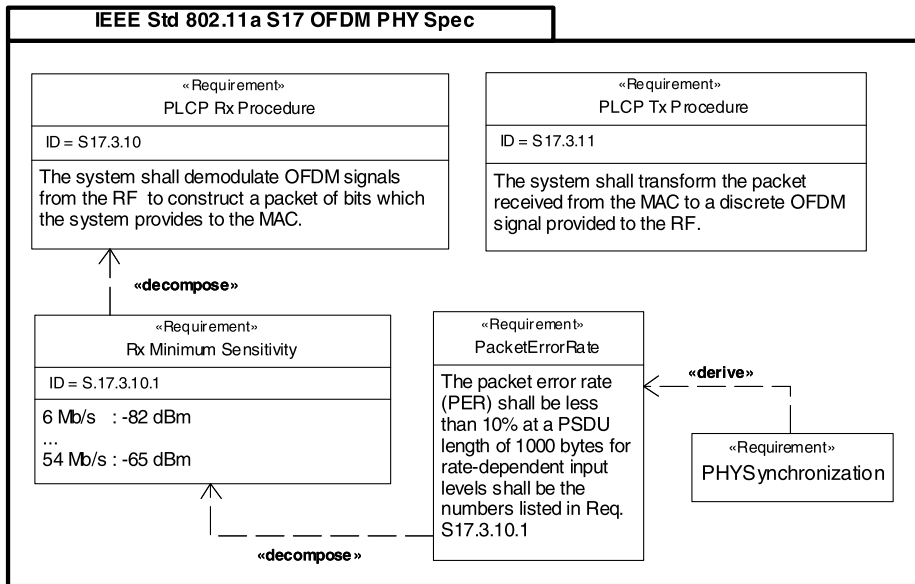 IEEE Std 802.11a S17 OFDM PHY Spec
«Requirement»
PLCP Rx Procedure
ID = S17.3.10
The system shall demodulate OFDM signals
from the RF to construct a packet of bits which
the system provides to the MAC.
«Requirement»
PLCP Tx Procedure
ID = S17.3.11
The system shall transform the packet
received from the MAC to a discrete OFDM
signal provided to the RF.
«decompose»
«Requirement»
Rx Minimum Sensitivity
ID = S.17.3.10.1
6 Mb/s : -82 dBm
...
54 Mb/s : -65 dBm
«Requirement»
PacketErrorRate
The packet error rate
(PER) shall be less
than 10% at a PSDU
length of 1000 bytes for
rate-dependent input
levels shall be the
numbers listed in Req.
S17.3.10.1
«derive»
«Requirement»
PHYSynchronization
«decompose»